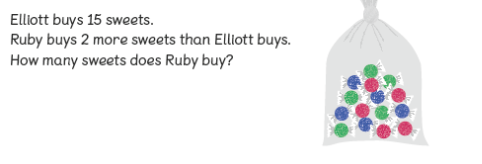 Elliott buys 15 sweets.
Ruby buys 2 more sweets than Elliott buys.
How many sweets does Ruby buy?